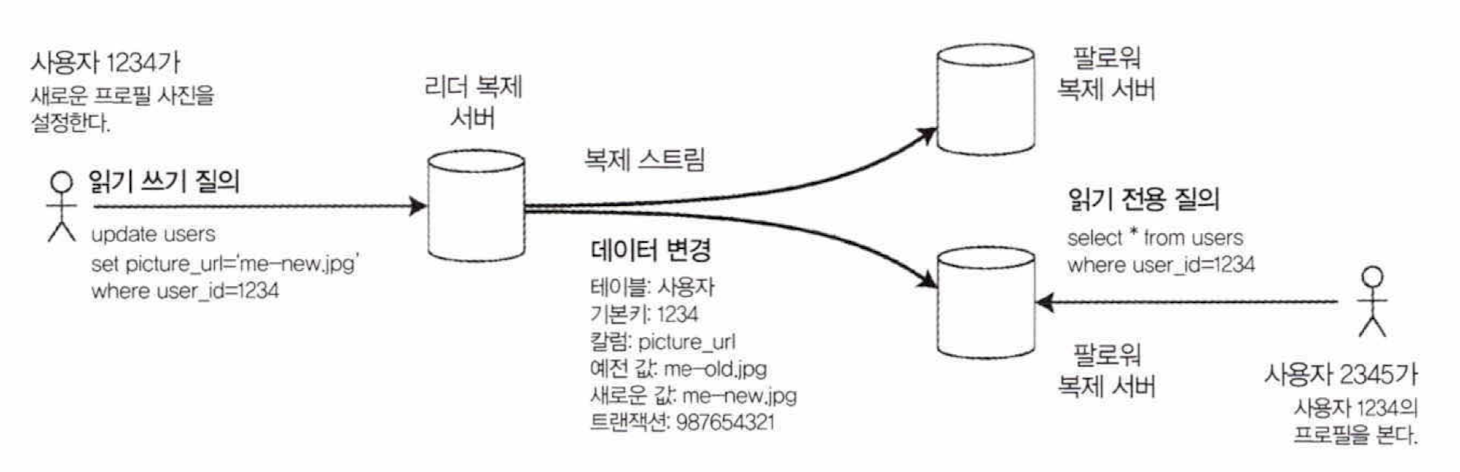 사용자 1234가
새로운 프로필 사진을
설정한다.
읽기 쓰기 질의
update users
set picture_url='me-new.jpg'
where user_id=1234
리더 복제
서버
복제 스트림
데이터 변경
테이블: 사용자
기본키: 1234
칼럼: picture_url
예전 값: me-old.jpg
새로운 값: me-new.jpg
트랜잭션: 987654321
팔로워
복제 서버
읽기 전용 질의
select * from users
where user_id=1234
팔로워
복제 서버
사용자 2345가
사용자 1234의
프로필을 본다.